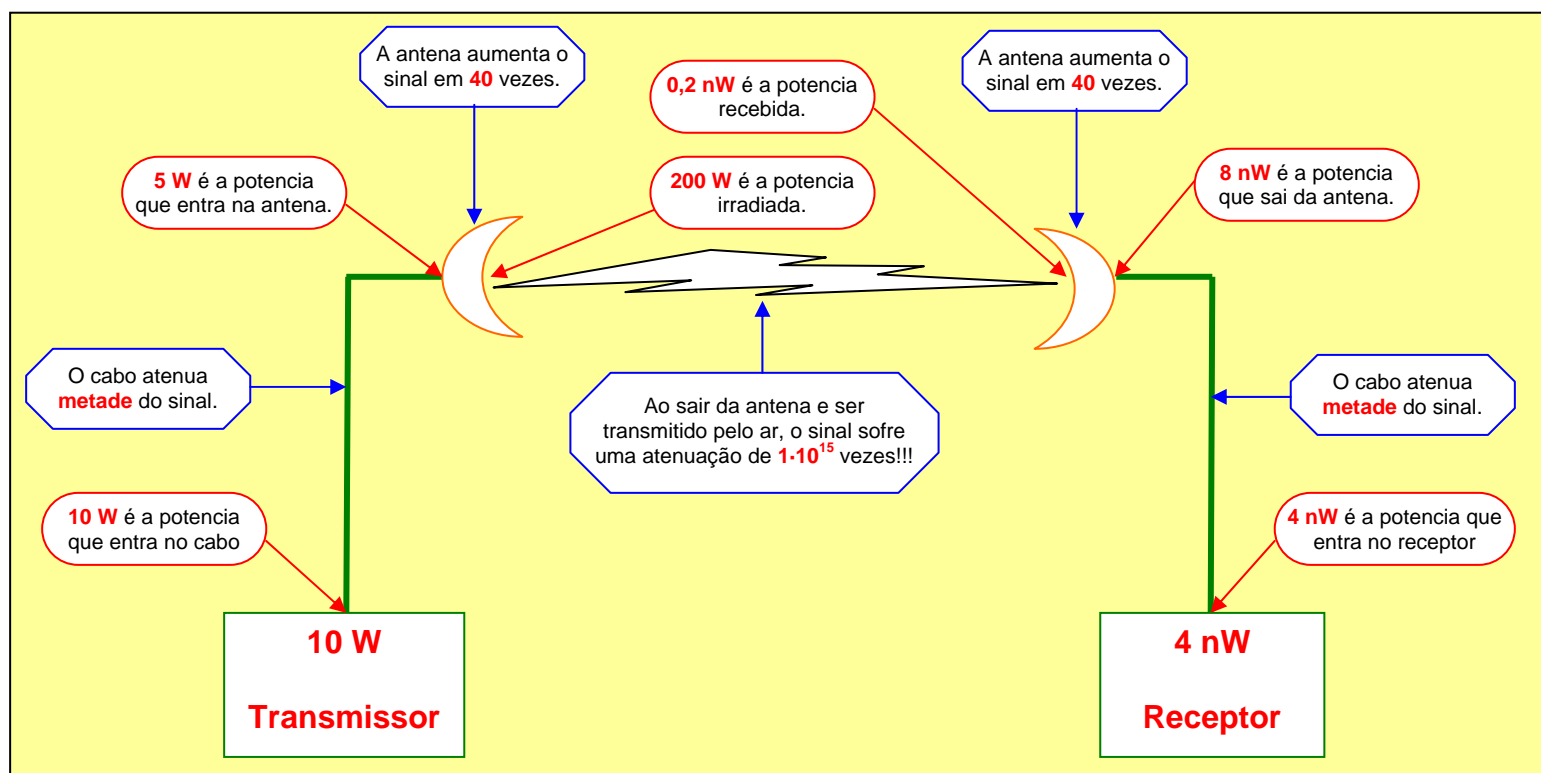 A antena aumenta o
sinal em 40 vezes.
0,2 nW é a potencia
recebida.
A antena aumenta o
sinal em 40 vezes.
5 W é a potencia
que entra na antena.
200 W é a potencia
irradiada.
8 nW é a potencia
que sai da antena.
O cabo atenua
metade do sinal.
Ao sair da antena e ser
transmitido pelo ar, o sinal sofre
uma atenuação de 1·10¹⁵ vezes!!!
O cabo atenua
metade do sinal.
10 W é a potencia
que entra no cabo
4 nW é a potencia que
entra no receptor
10 W
Transmissor
4 nW
Receptor